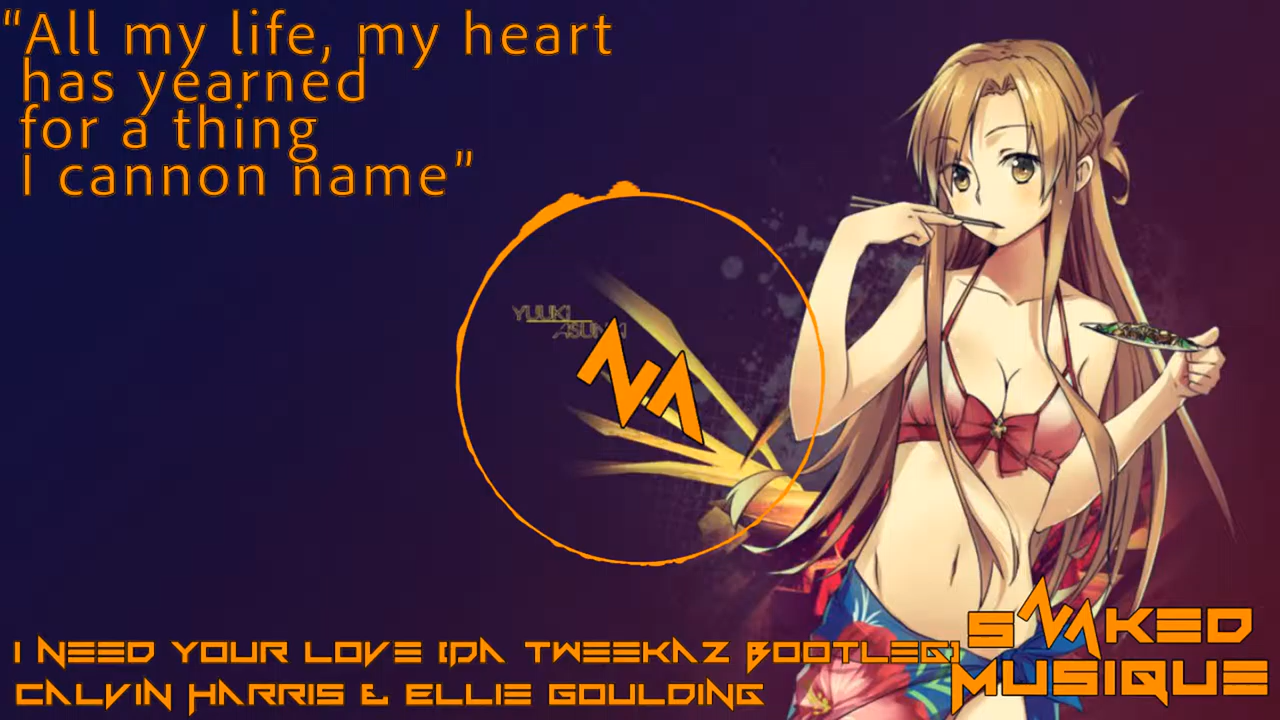 “All my life, my heart
has yearned
for a thing
I cannon name”
YUUKI
ASUNA
NA
I NEED YOUR LOVE [DA TWEEKAZ BOOTLEG]
CALVIN HARRIS & ELLIE GOULDING
SNAKED
MUSIQUE